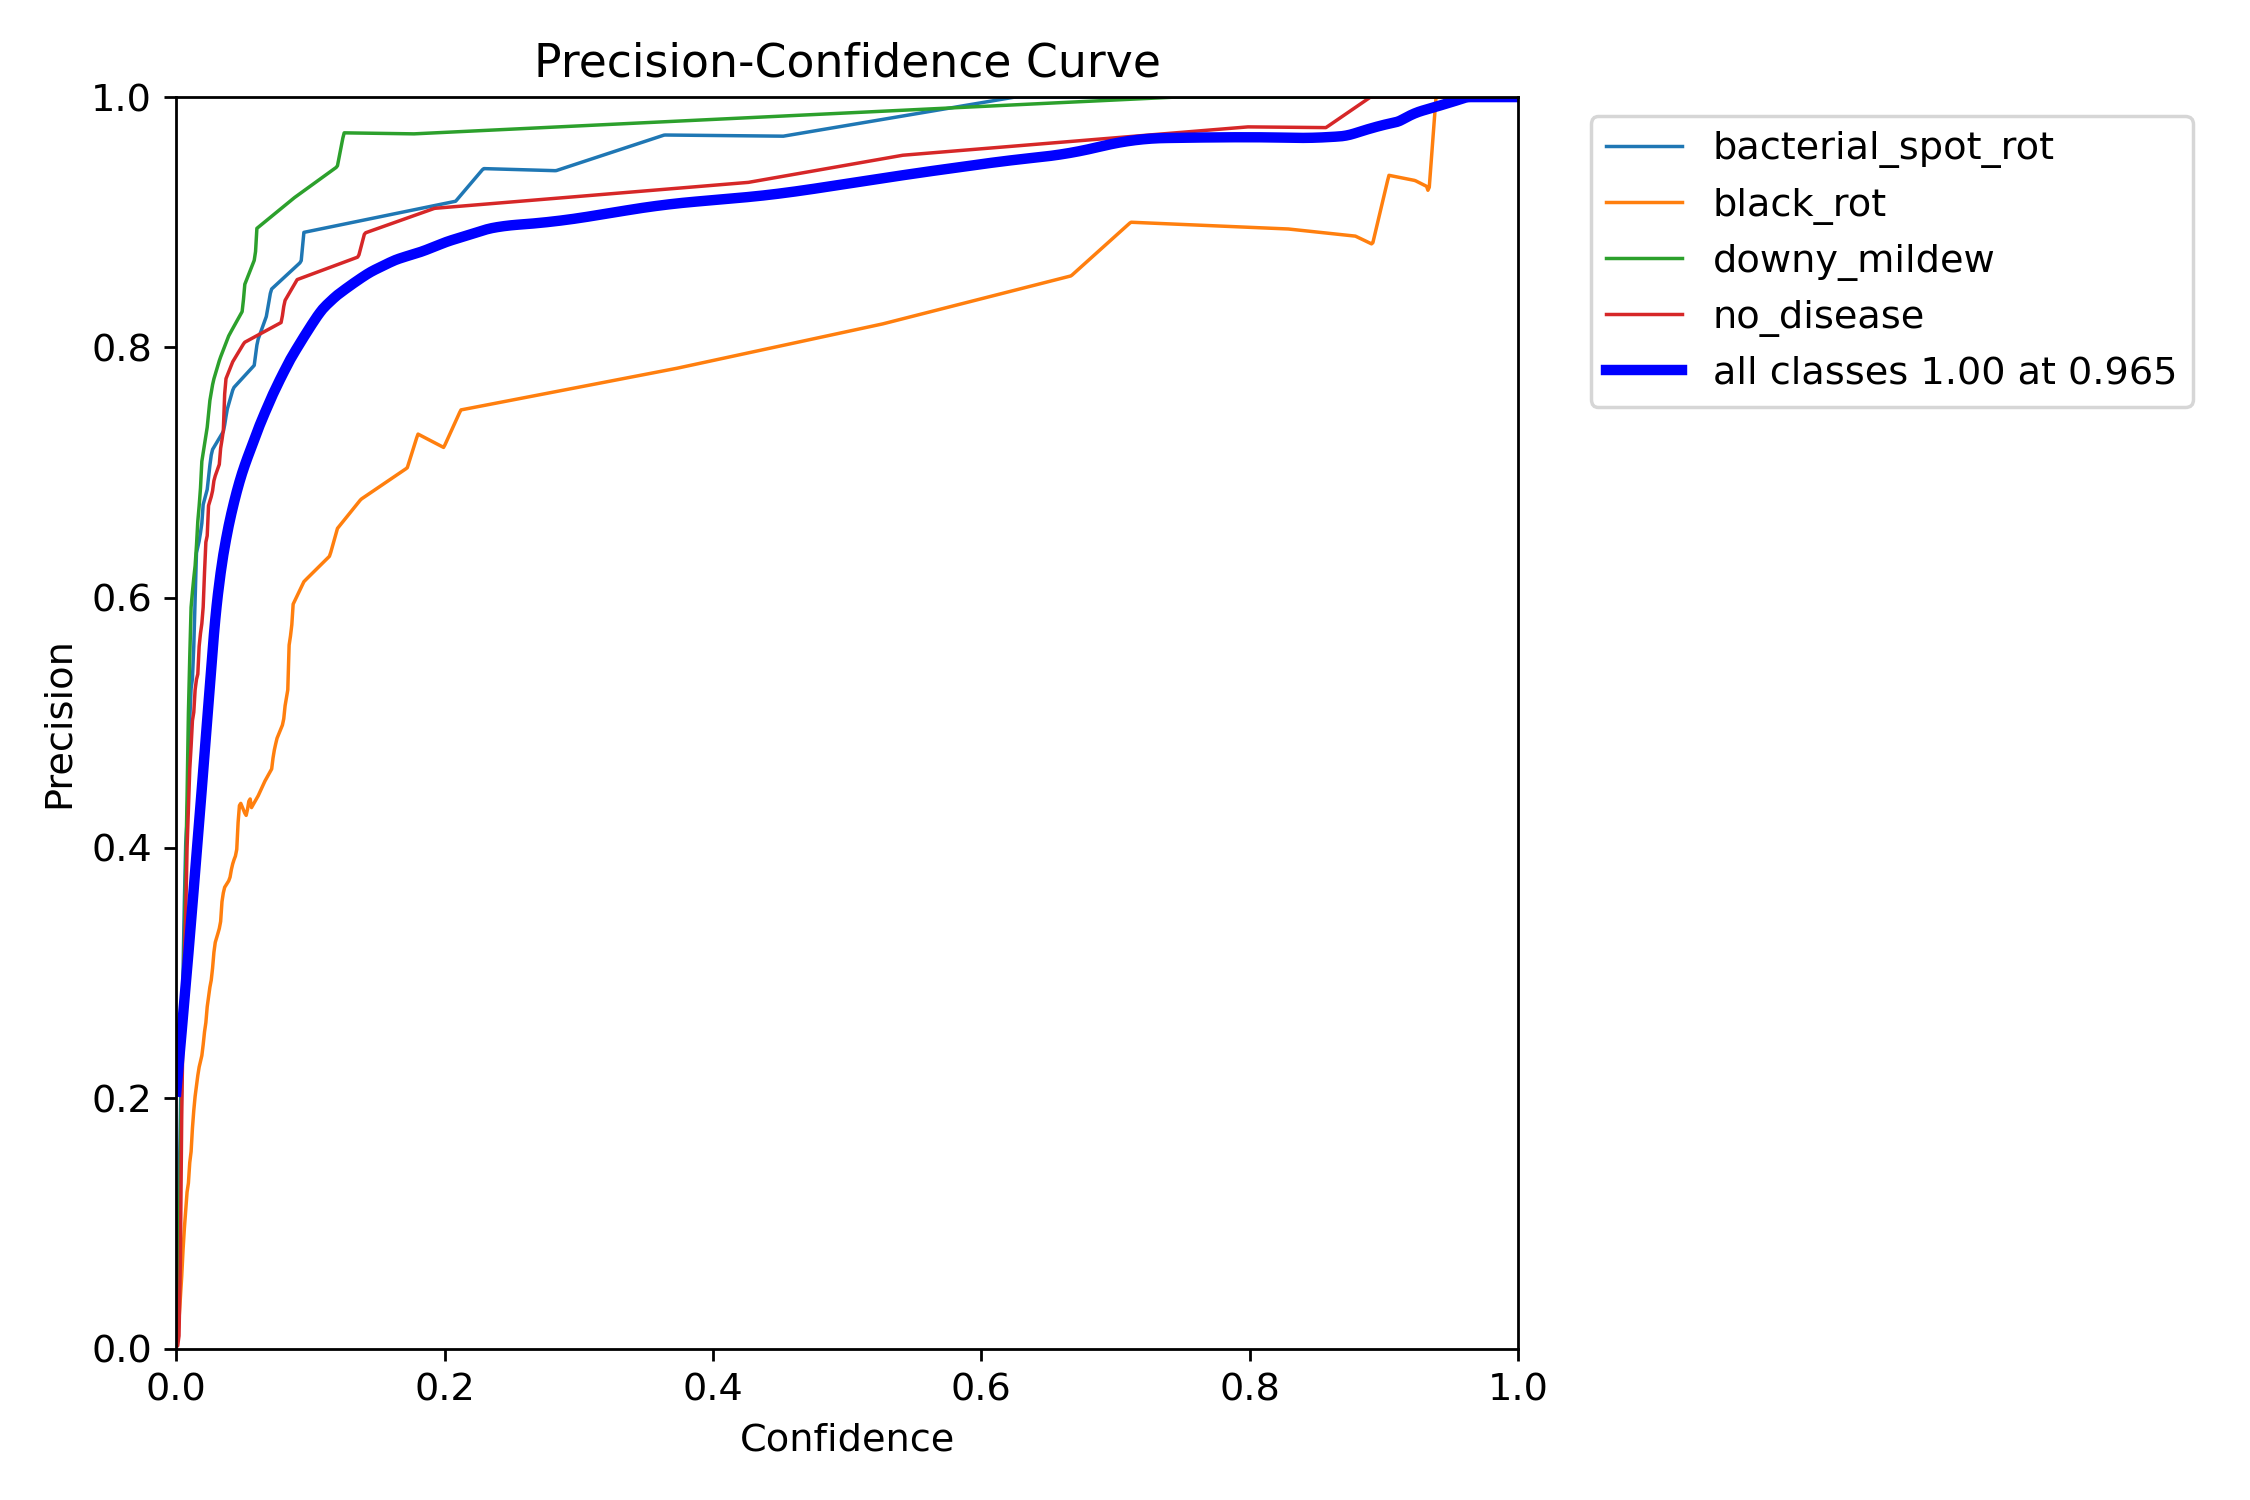 Precision-Confidence Curve
1.0
0.8
0.6
0.4
0.2
0.0
Precision
0.0 0.2 0.4 0.6 0.8 1.0
Confidence
bacterial_spot_rot
black_rot
downy_mildew
no_disease
all classes 1.00 at 0.965